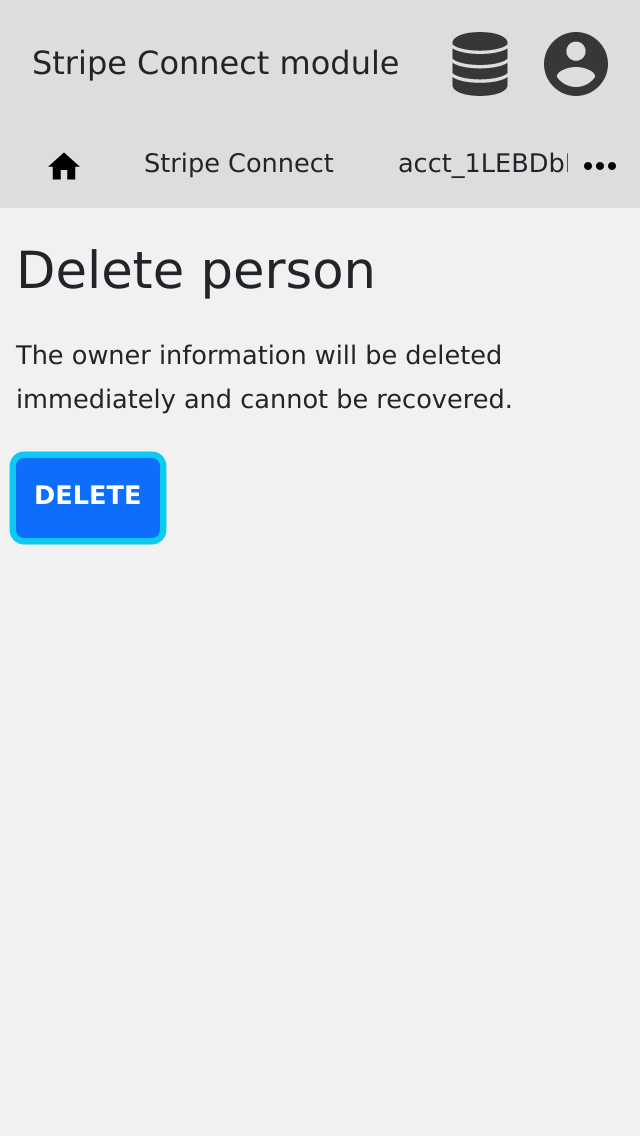 Stripe Connect module
Stripe Connect
acct_1LEBDb
Delete person
The owner information will be deleted
immediately and cannot be recovered.
DELETE